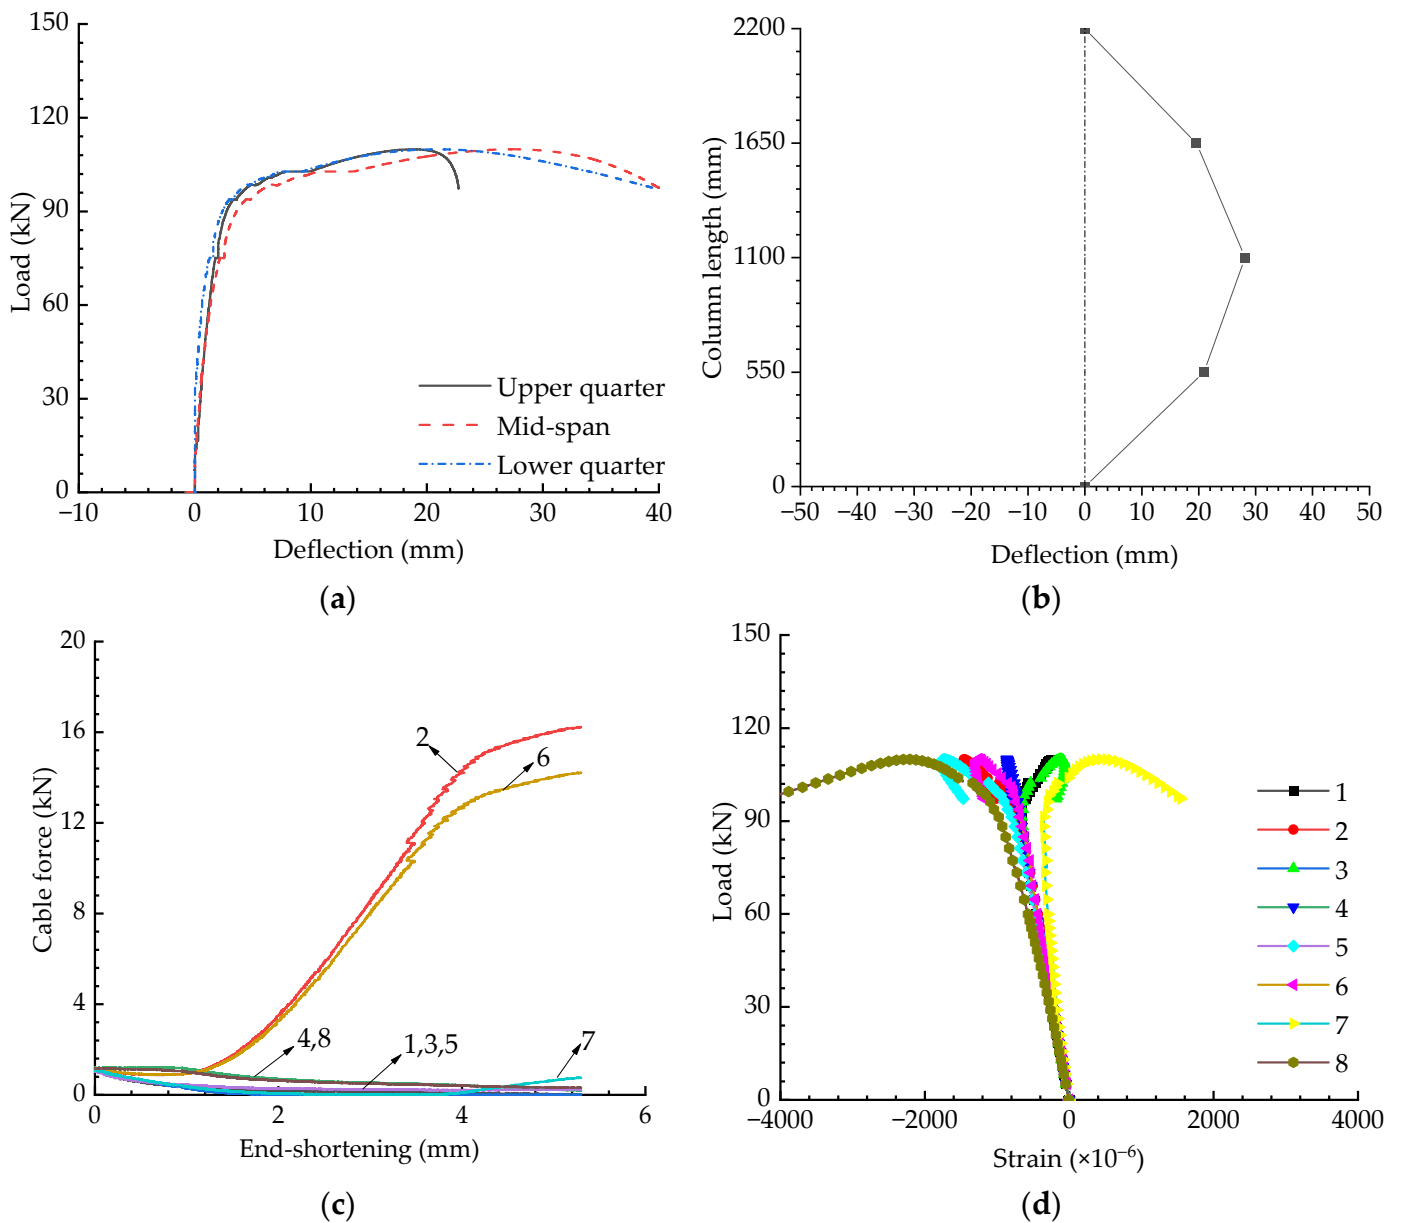 150
120
90
60
30
0
Load (kN)
Upper quarter
Mid-span
Lower quarter
−10 0 10 20 30 40
Deflection (mm)
(a)
2200
1650
1100
550
0
Column length (mm)
−50 −40 −30 −20 −10 0 10 20 30 40 50
Deflection (mm)
(b)
20
16
12
8
4
0
Cable force (kN)
2
6
4,8
1,3,5
7
0 2 4 6
End-shortening (mm)
(c)
150
120
90
60
30
0
Load (kN)
1
2
3
4
5
6
7
8
−4000 −2000 0 2000 4000
Strain (×10⁻⁶)
(d)